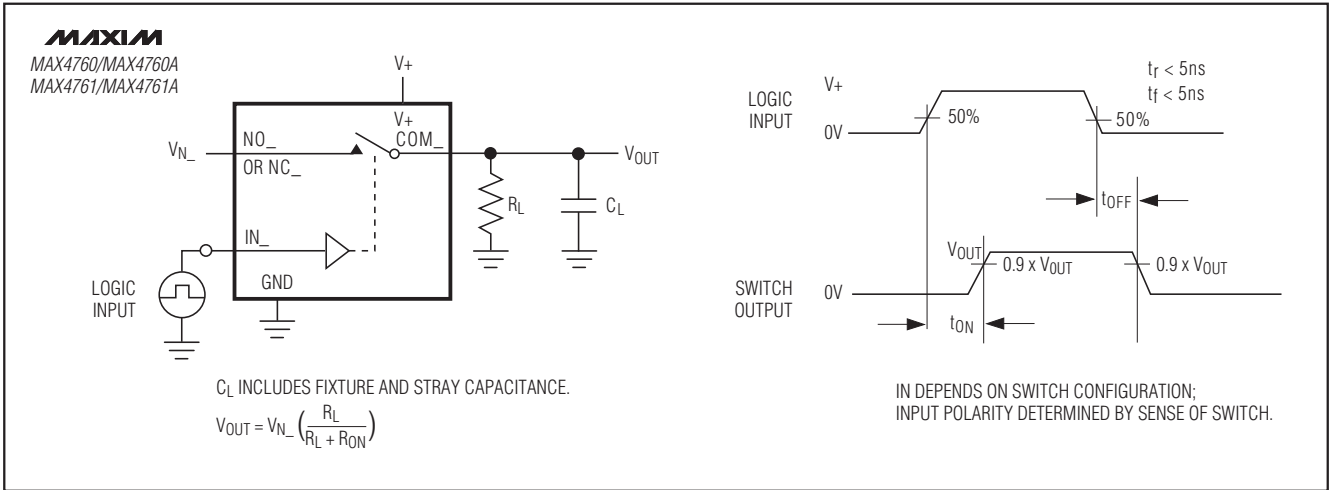 MAXIM
MAX4760/MAX4760A
MAX4761/MAX4761A
V+
V+
NO_
COM_
V_N_
OR NC_
V_OUT
R_L
C_L
IN_
GND
LOGIC
INPUT
C_L INCLUDES FIXTURE AND STRAY CAPACITANCE.
V_OUT = V_N_ (R_L / R_L + R_ON)
t_r < 5ns
t_f < 5ns
LOGIC
INPUT
V+
0V
50%
50%
t_OFF
V_OUT
0.9 x V_OUT
0.9 x V_OUT
SWITCH
OUTPUT
0V
t_ON
IN DEPENDS ON SWITCH CONFIGURATION;
INPUT POLARITY DETERMINED BY SENSE OF SWITCH.